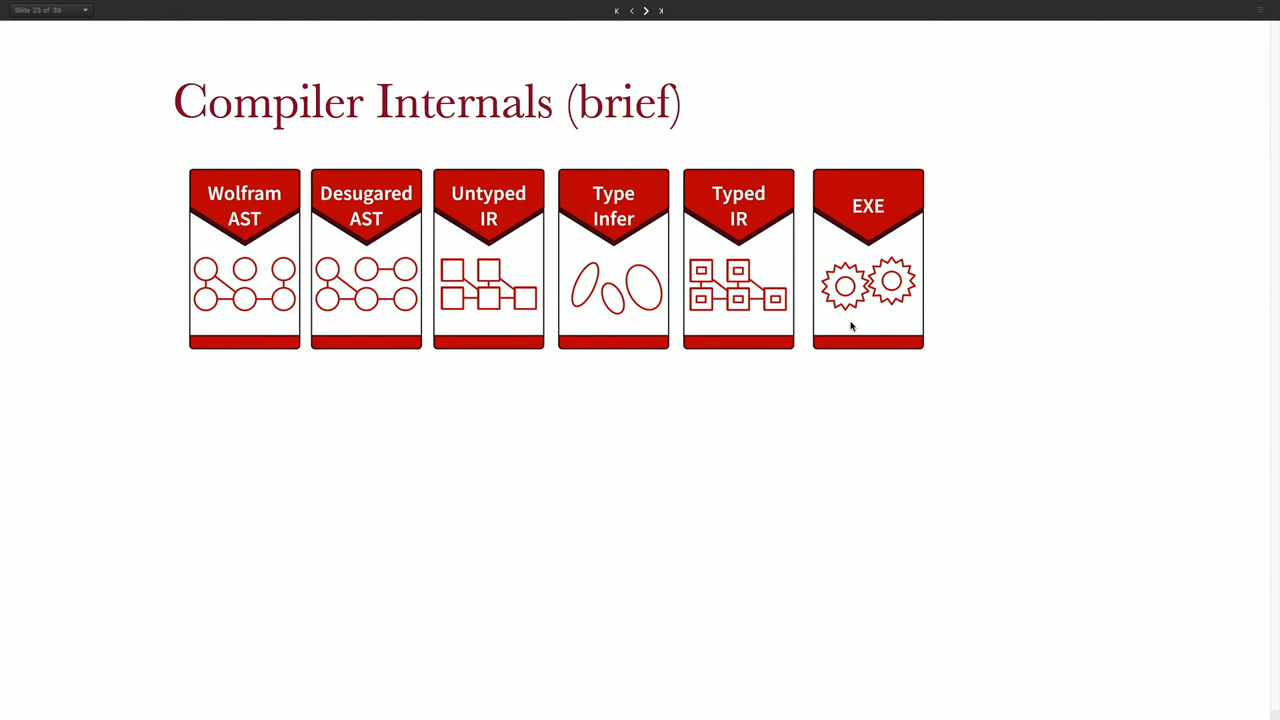 Slide 23 of 39
Compiler Internals (brief)
Wolfram
AST
Desugared
AST
Untyped
IR
Type
Infer
Typed
IR
EXE